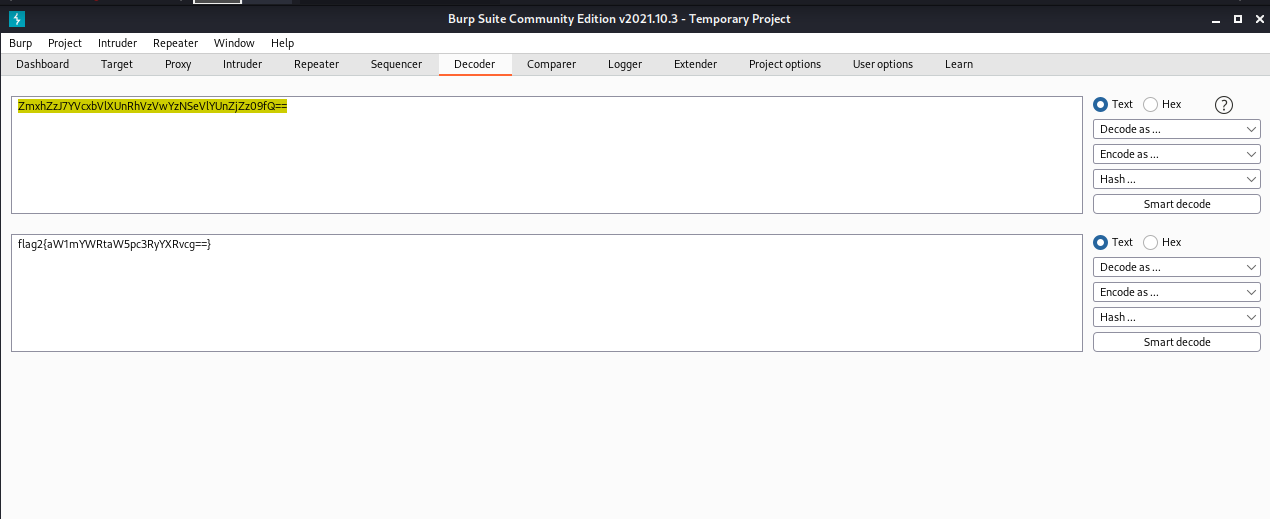 Burp Suite Community Edition v2021.10.3 - Temporary Project
Burp Project Intruder Repeater Window Help
Dashboard Target Proxy Intruder Repeater Sequencer Decoder Comparer Logger Extender Project options User options Learn
ZmxhZzJ7YVcxbVlXUnRhVzVwYzNSeVlYUnZjZz09fQ==
Text Hex ?
Decode as ...
Encode as ...
Hash ...
Smart decode
flag2{aW1mYWRtaW5pc3RyYXRvcg==}
Text Hex
Decode as ...
Encode as ...
Hash ...
Smart decode